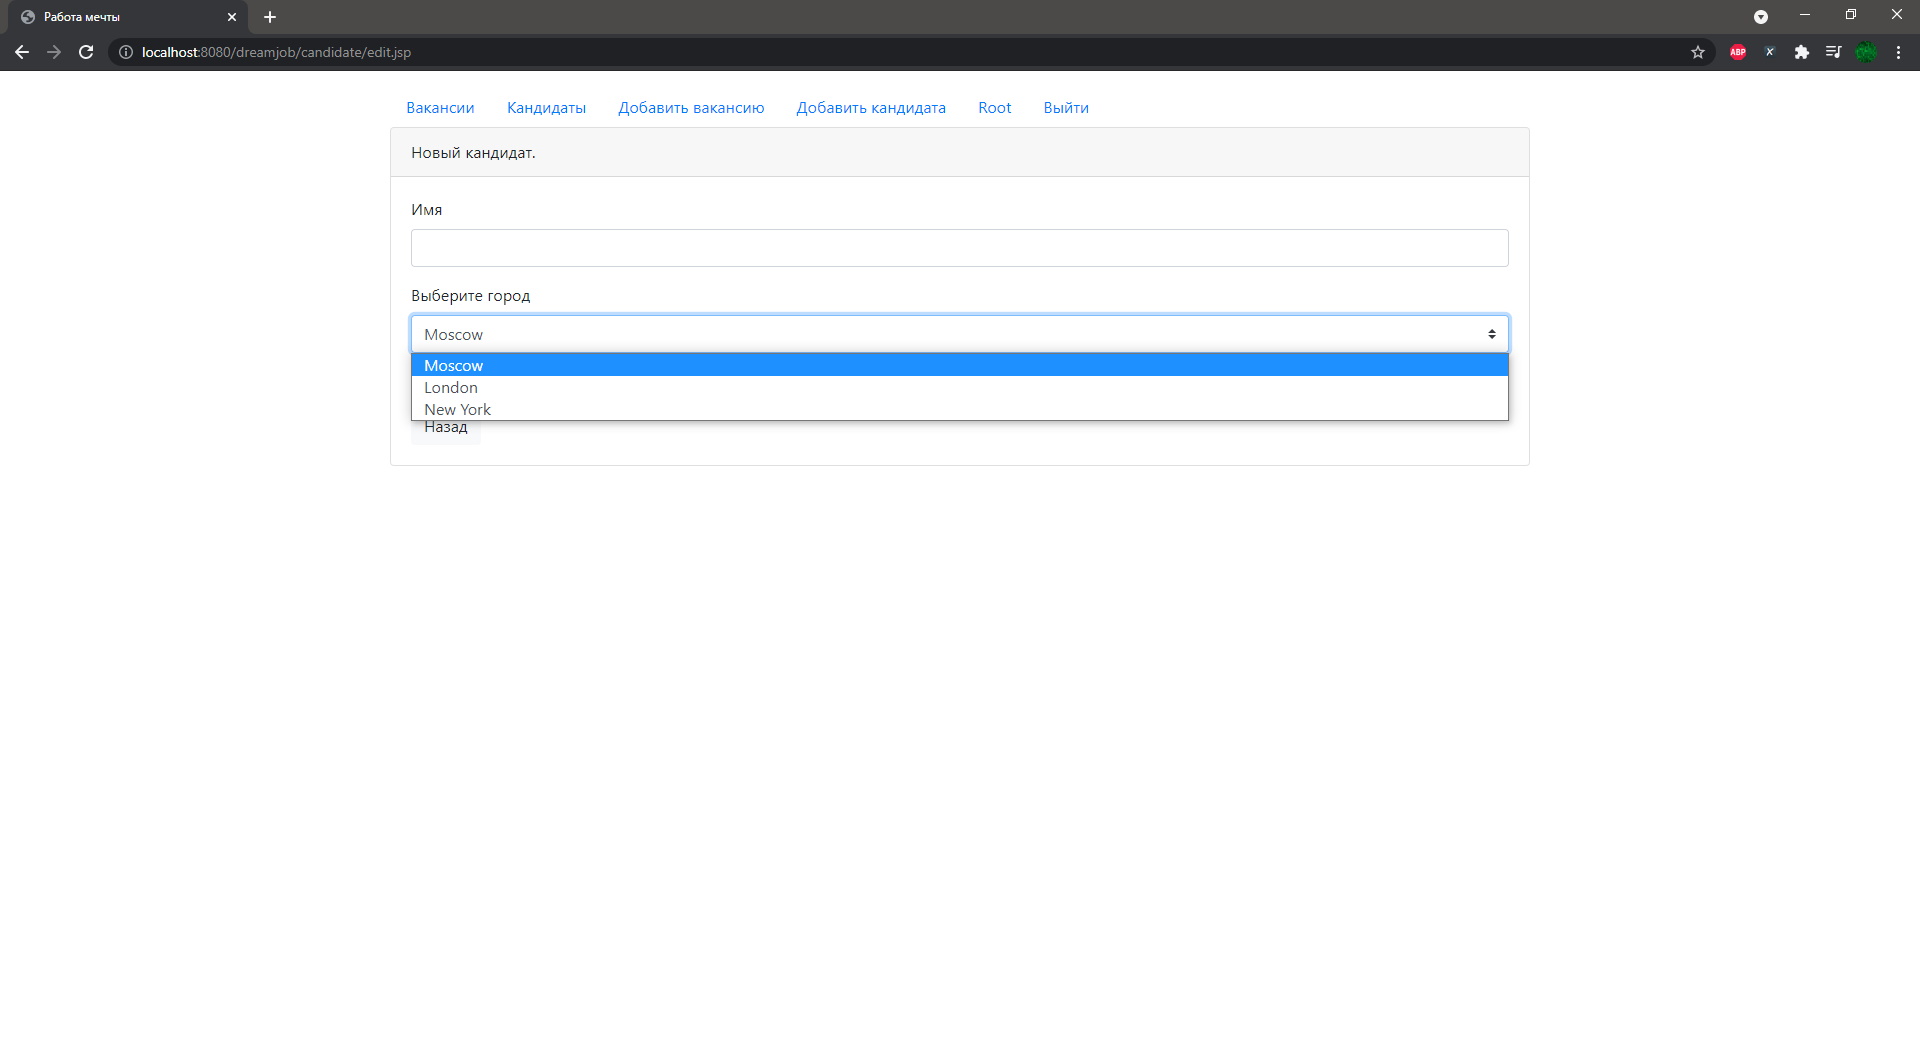 Работа мечты
localhost:8080/dreamjob/candidate/edit.jsp
ABP
X
Вакансии Кандидаты Добавить вакансию Добавить кандидата Root Выйти
Новый кандидат.
Имя
Выберите город
Moscow
Moscow
London
New York
Назад